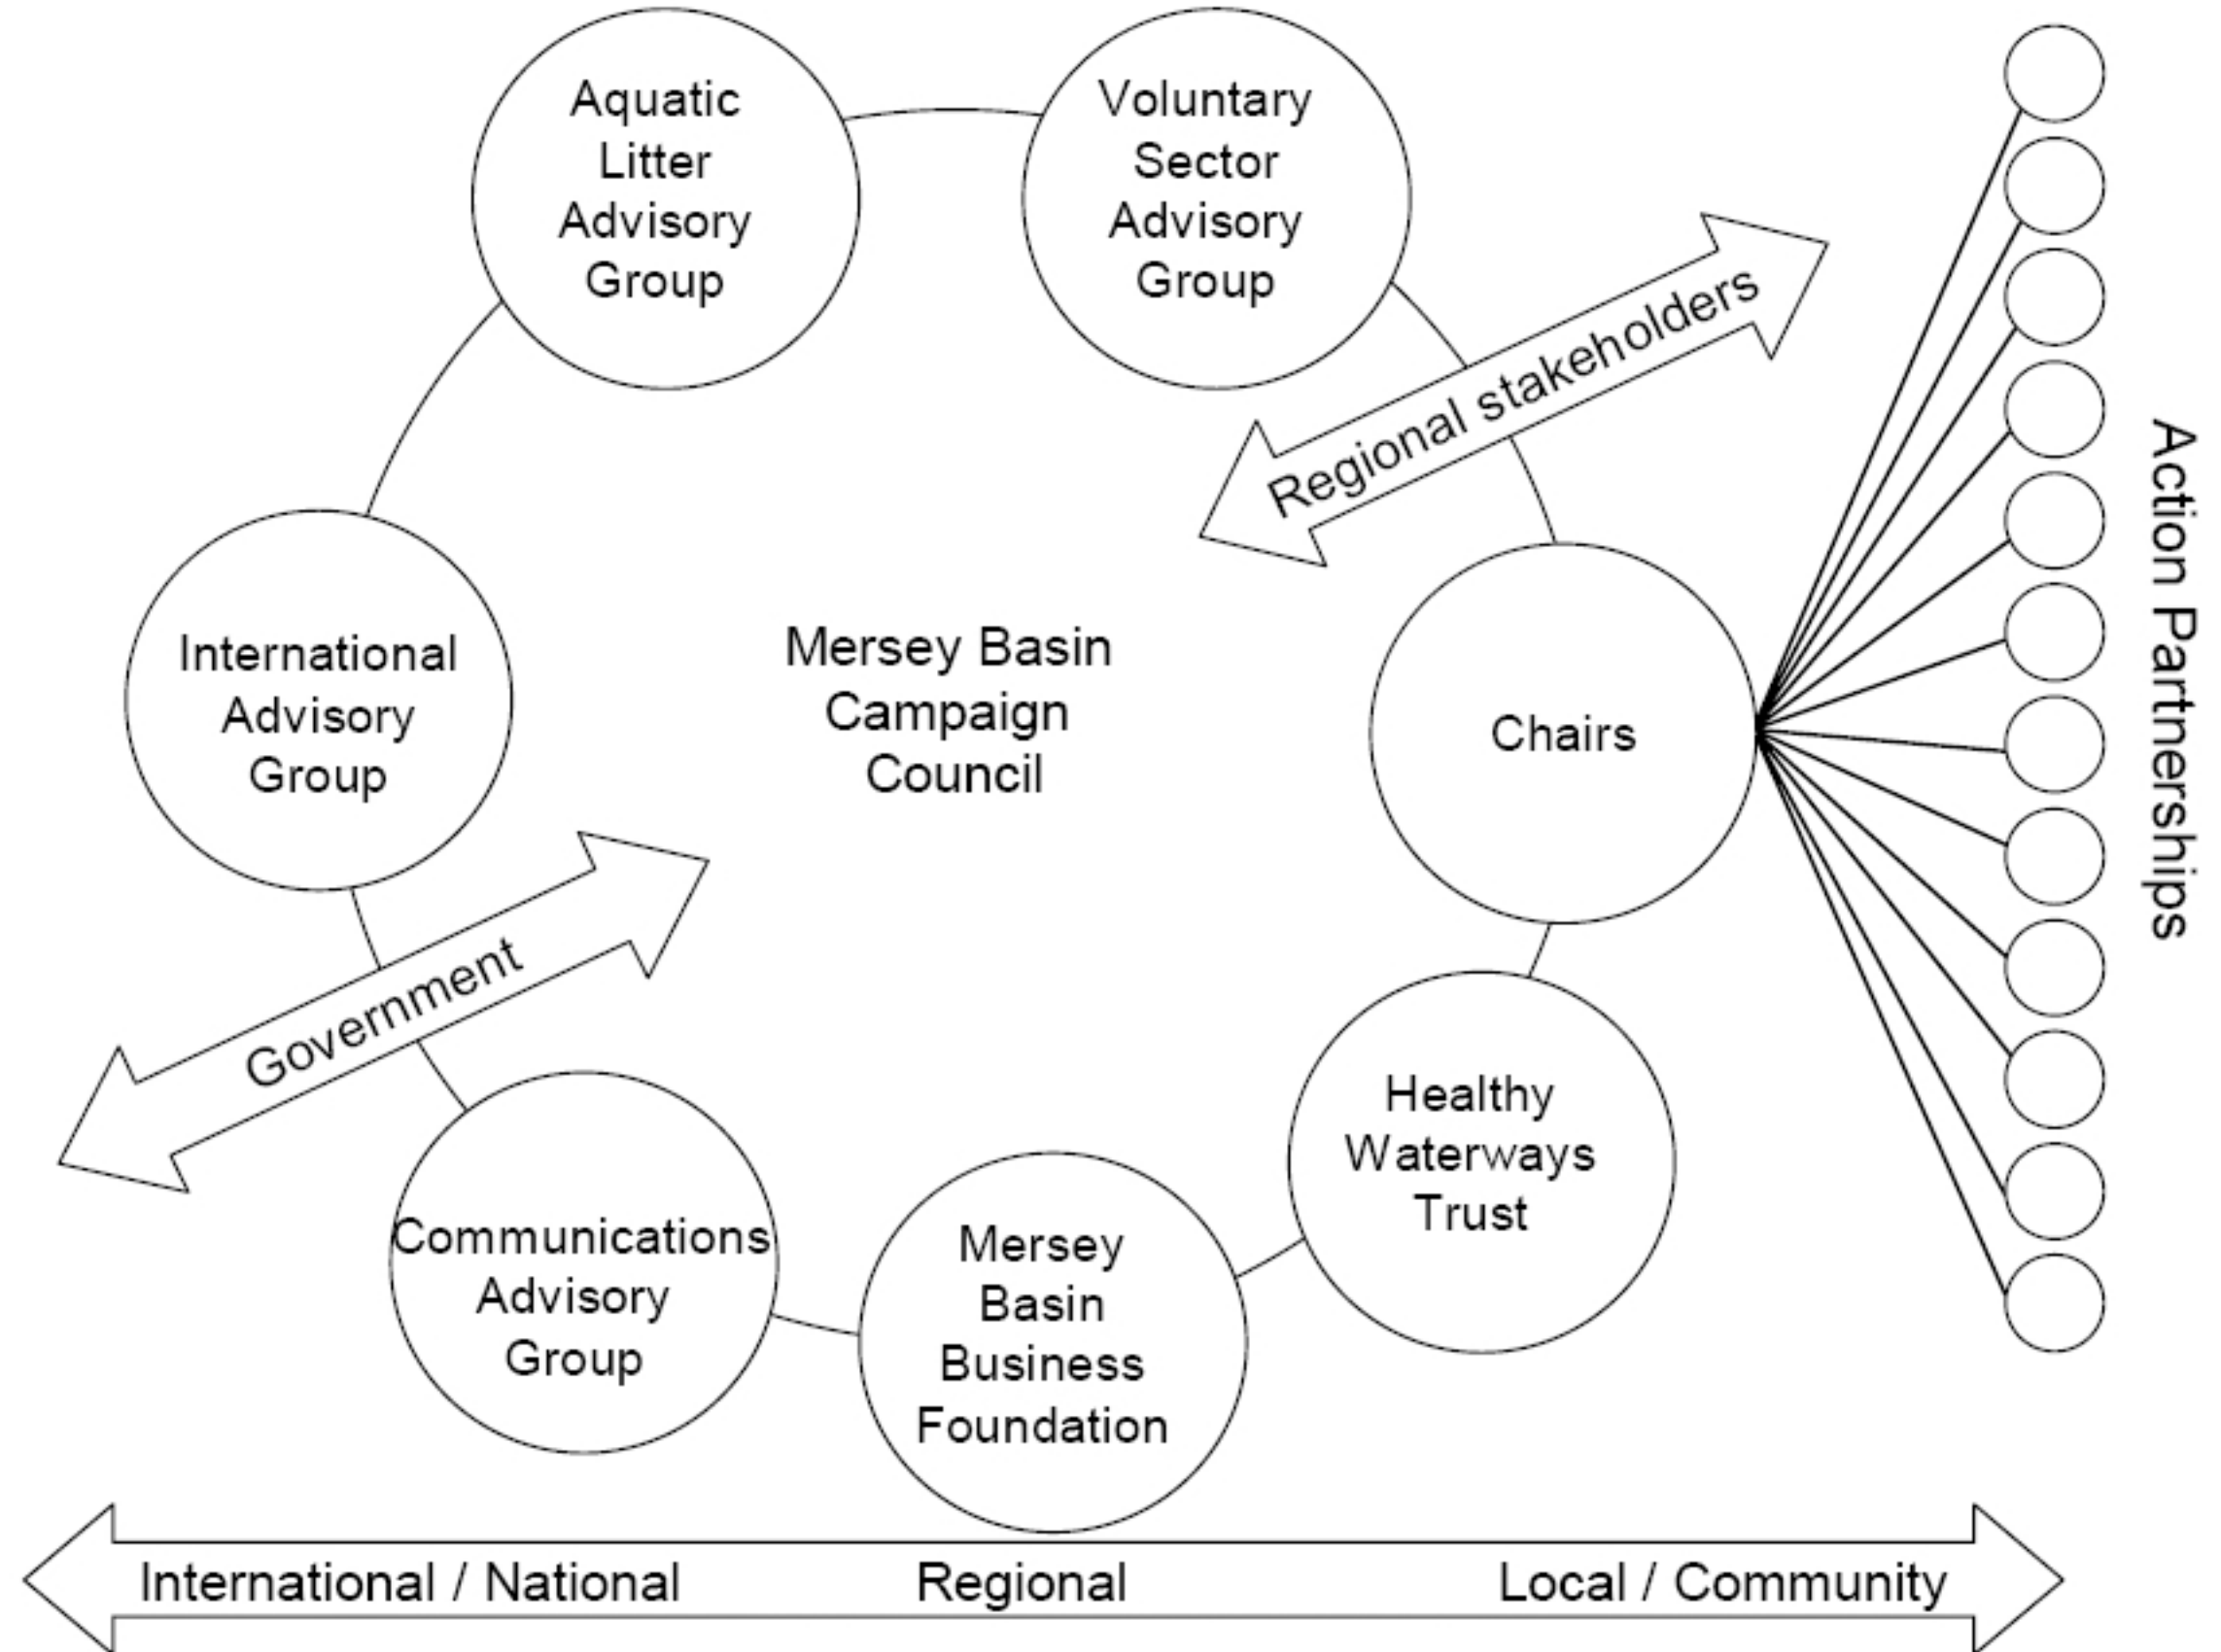 Aquatic
Litter
Advisory
Group
Voluntary
Sector
Advisory
Group
Regional stakeholders
International
Advisory
Group
Mersey Basin
Campaign
Council
Chairs
Action Partnerships
Government
Communications
Advisory
Group
Mersey
Basin
Business
Foundation
Healthy
Waterways
Trust
International / National
Regional
Local / Community